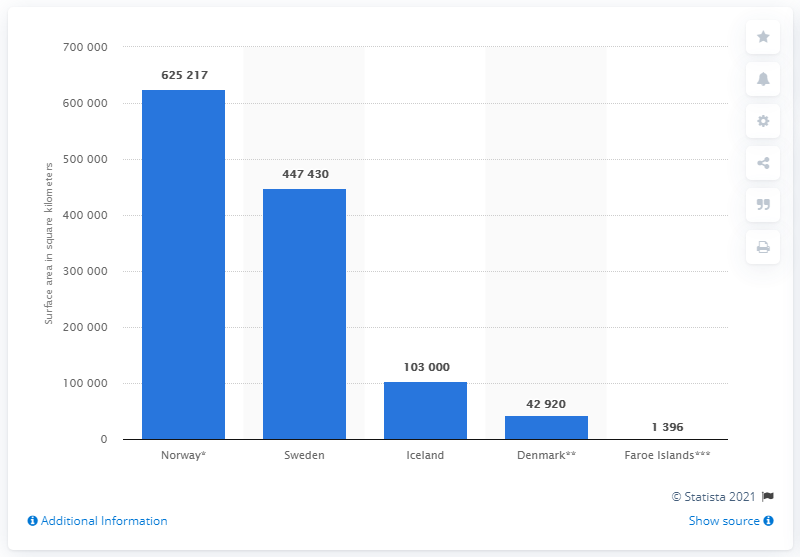 700 000
600 000
500 000
400 000
300 000
200 000
100 000
0
Surface area in square kilometers
625 217
447 430
103 000
42 920
1 396
Norway*
Sweden
Iceland
Denmark**
Faroe Islands***
© Statista 2021
Additional Information
Show source